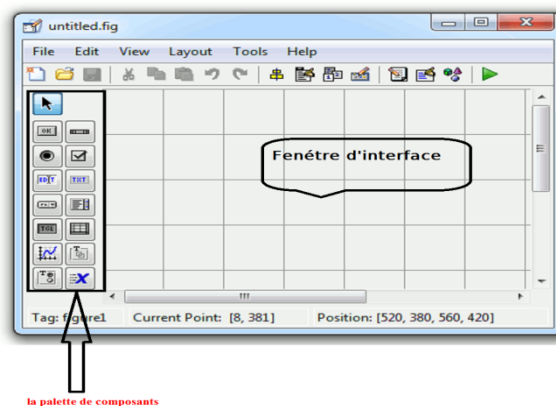 untitled.fig
File Edit View Layout Tools Help
OK
EDIT TXT
TGL
Fenétre d'interface
Tag: figure1 Current Point: [8, 381] Position: [520, 380, 560, 420]
la palette de composants